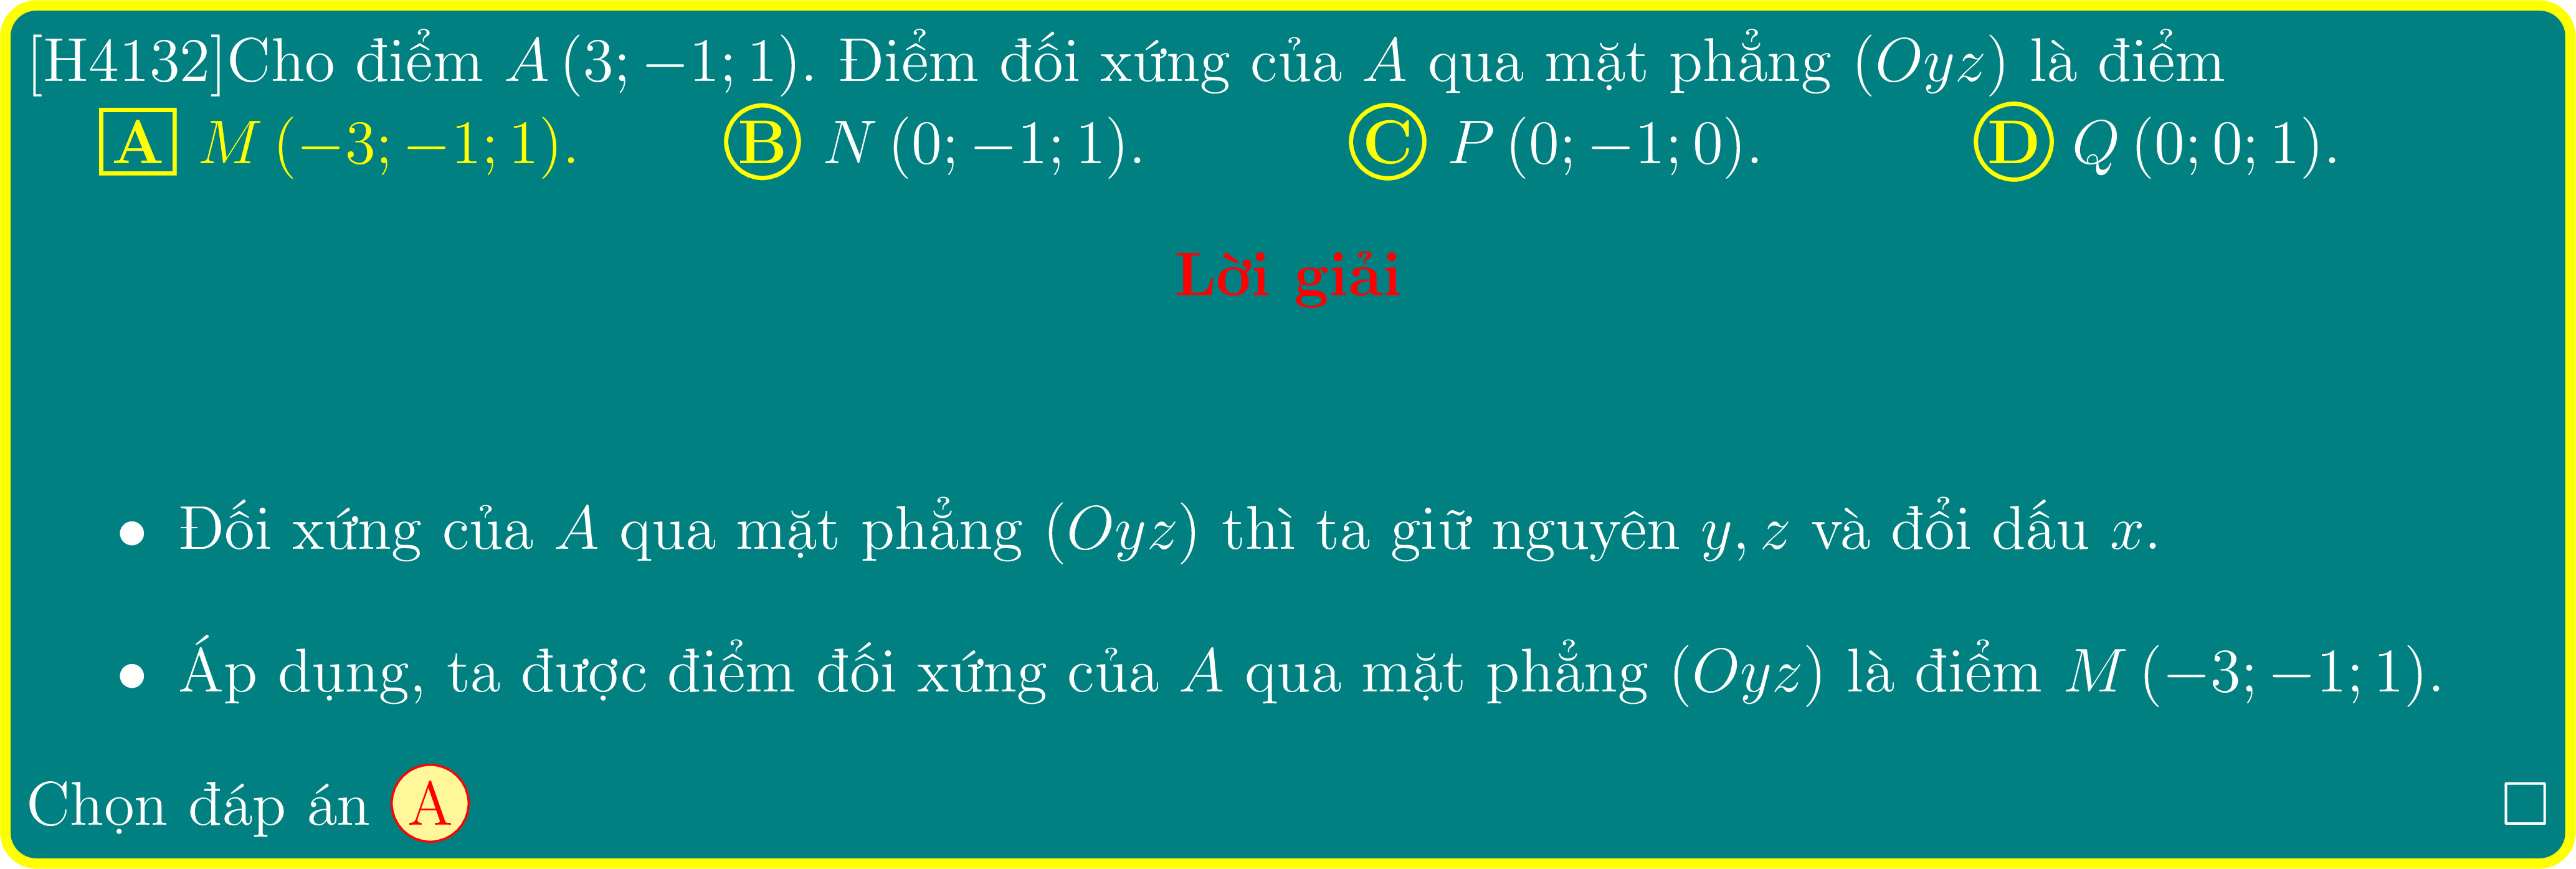 [H4132]Cho điểm A (3; −1; 1). Điểm đối xứng của A qua mặt phẳng (Oyz) là điểm
A M (−3; −1; 1). B N (0; −1; 1). C P (0; −1; 0). D Q (0; 0; 1).
Lời giải
• Đối xứng của A qua mặt phẳng (Oyz) thì ta giữ nguyên y, z và đổi dấu x.
• Áp dụng, ta được điểm đối xứng của A qua mặt phẳng (Oyz) là điểm M (−3; −1; 1).
Chọn đáp án A □